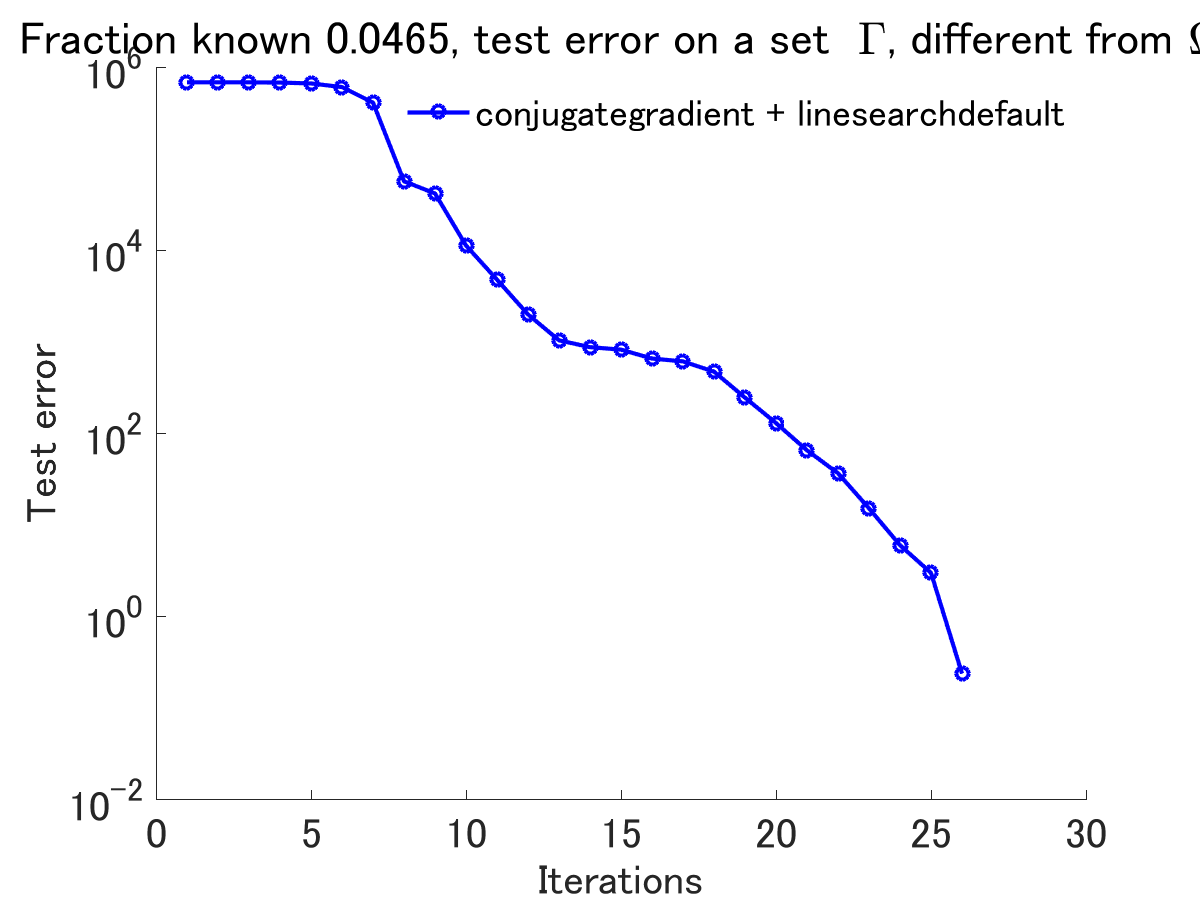 Fraction known 0.0465, test error on a set Γ, different from
10^6
conjugategradient + linesearchdefault
10^4
10^2
10^0
10^-2
Test error
0 5 10 15 20 25 30
Iterations